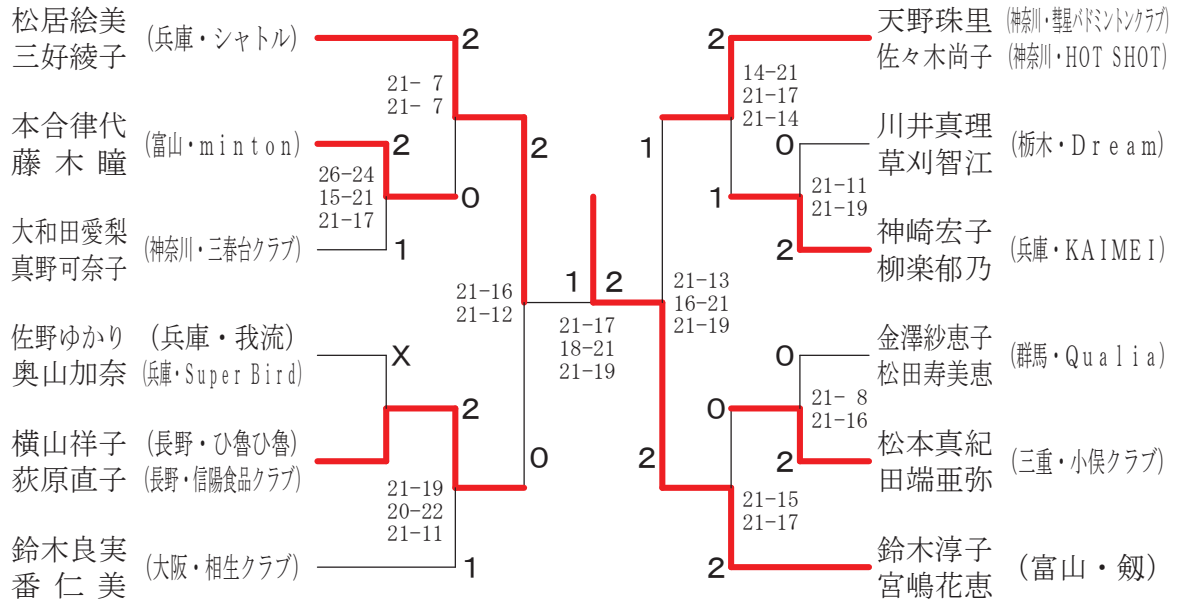 松居絵美 (兵庫・シャトル)
三好綾子
2
21- 7
21- 7
本合律代 (富山・minton)
藤木瞳
2
26-24
15-21
21-17
0
大和田愛梨 (神奈川・三春台クラブ)
真野可奈子
1
2
21-16
21-12
佐野ゆかり (兵庫・我流)
奥山加奈 (兵庫・Super Bird)
X
横山祥子 (長野・ひ魯ひ魯)
荻原直子 (長野・信陽食品クラブ)
2
21-19
20-22
21-11
0
鈴木良実 (大阪・相生クラブ)
番仁美
1
1 2
21-17
18-21
21-19
天野珠里 (神奈川・彗星バドミントンクラブ)
佐々木尚子 (神奈川・HOT SHOT)
2
14-21
21-17
21-14
川井真理 (栃木・Dream)
草刈智江
0
21-11
21-19
1
1
神崎宏子 (兵庫・KAIMEI)
柳楽郁乃
2
21-13
16-21
21-19
金澤紗恵子 (群馬・Qualia)
松田寿美恵
0
21- 8
21-16
0
松本真紀 (三重・小俣クラブ)
田端亜弥
2
2
21-15
21-17
鈴木淳子 (富山・剱)
宮嶋花恵
2